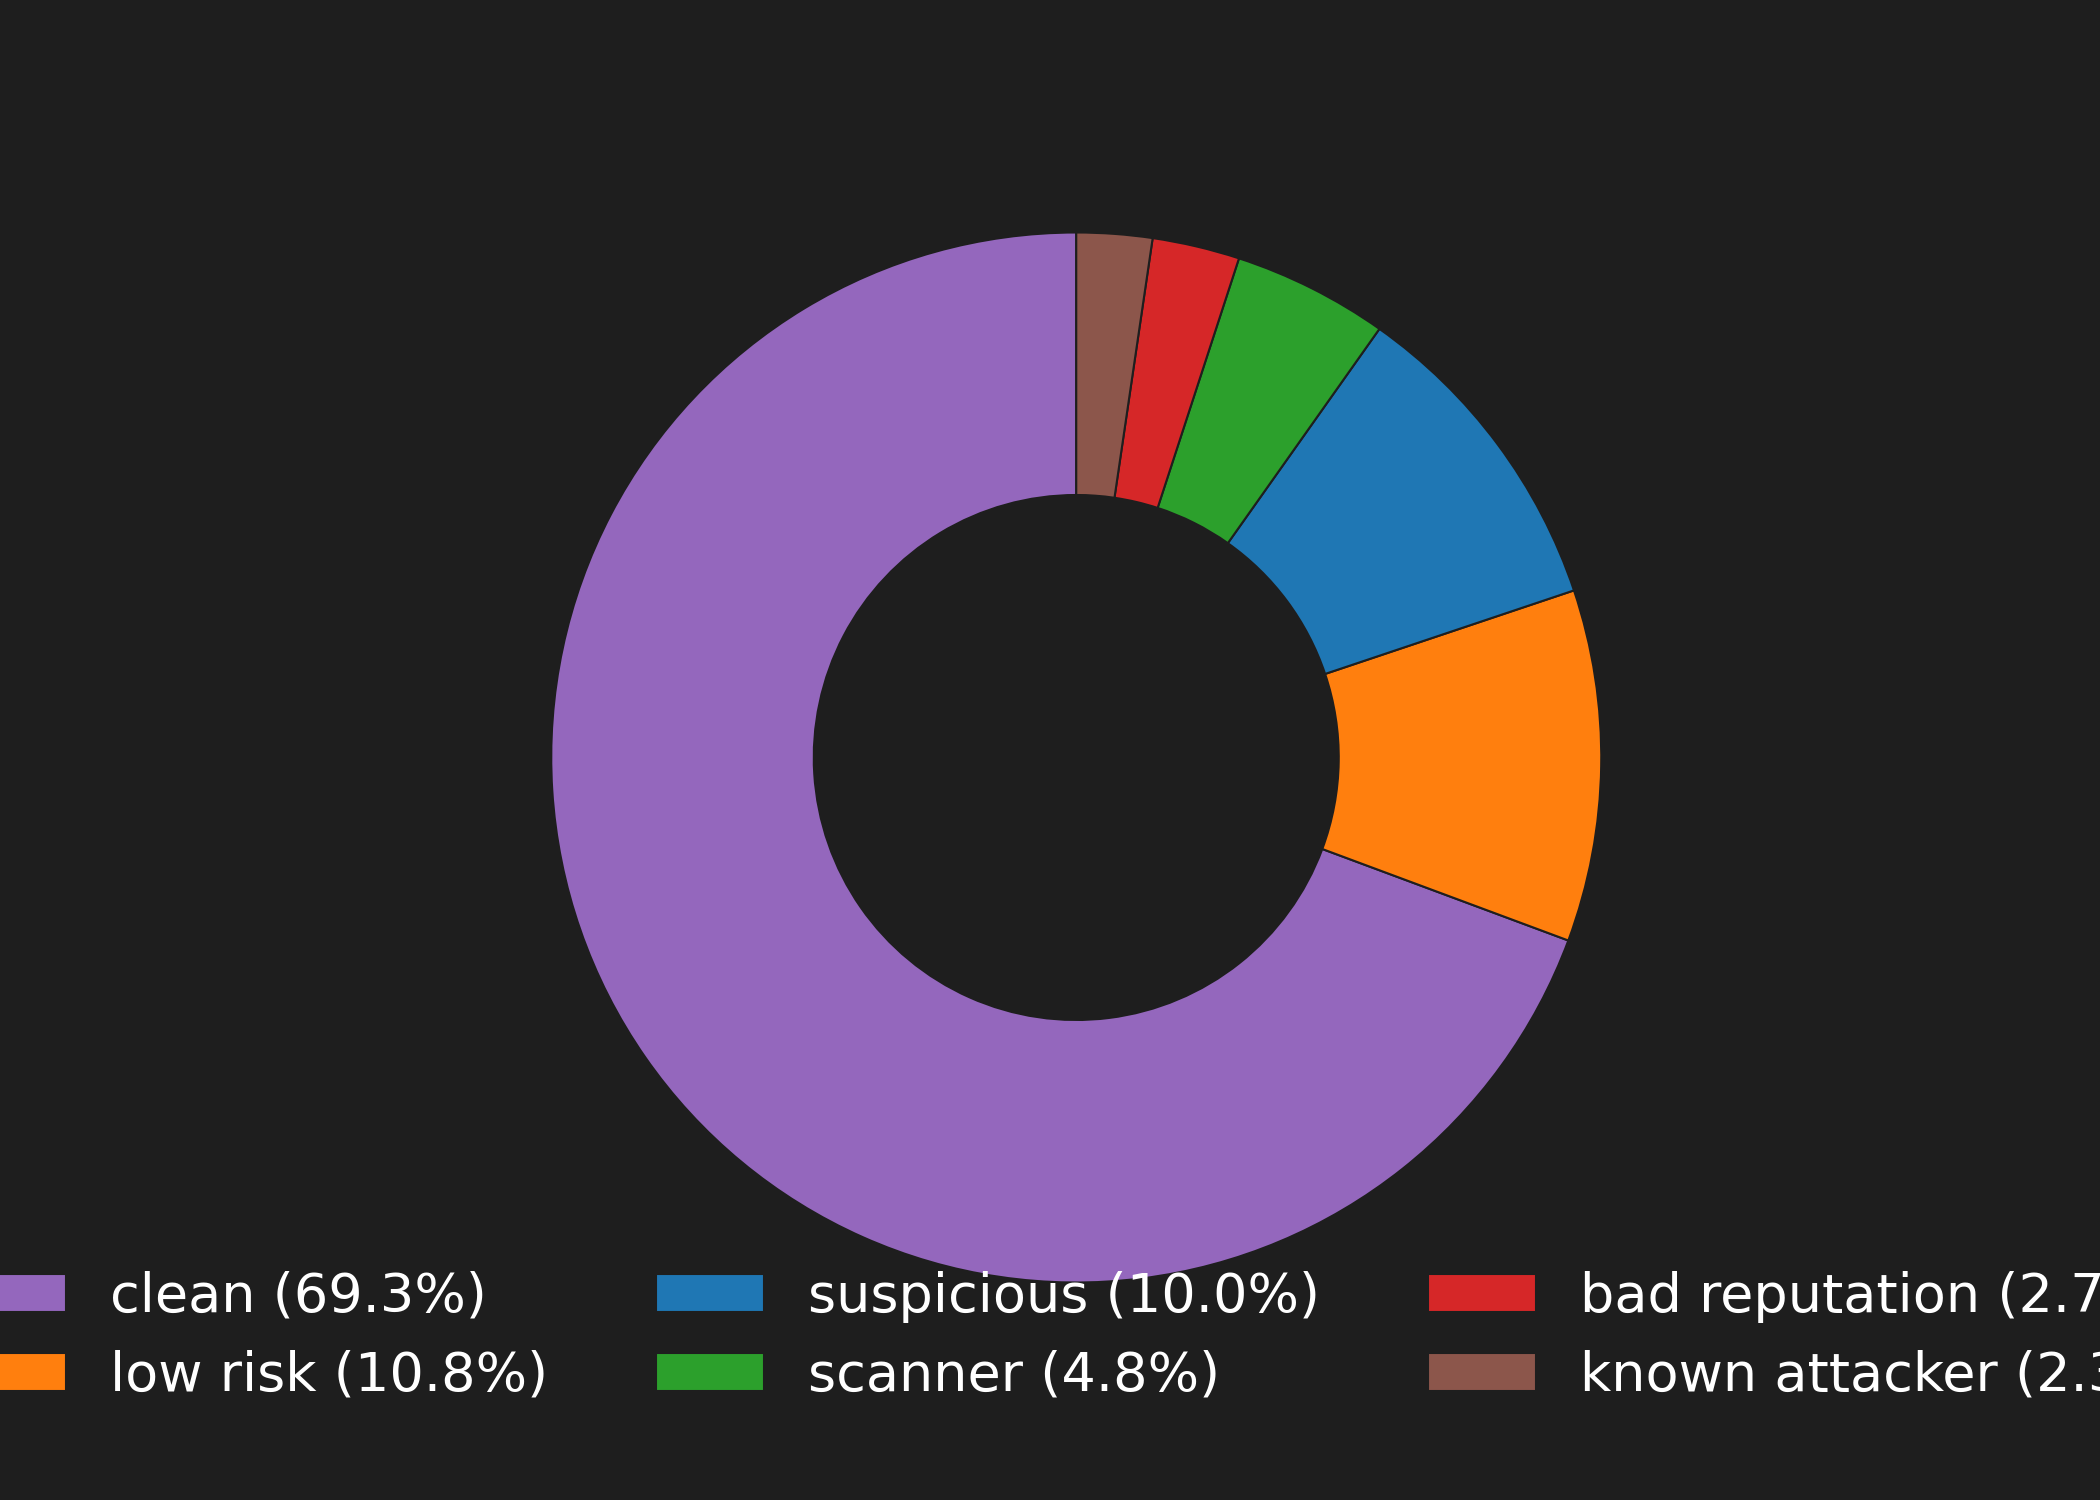 clean (69.3%) suspicious (10.0%) bad reputation (2.7
low risk (10.8%) scanner (4.8%) known attacker (2.3